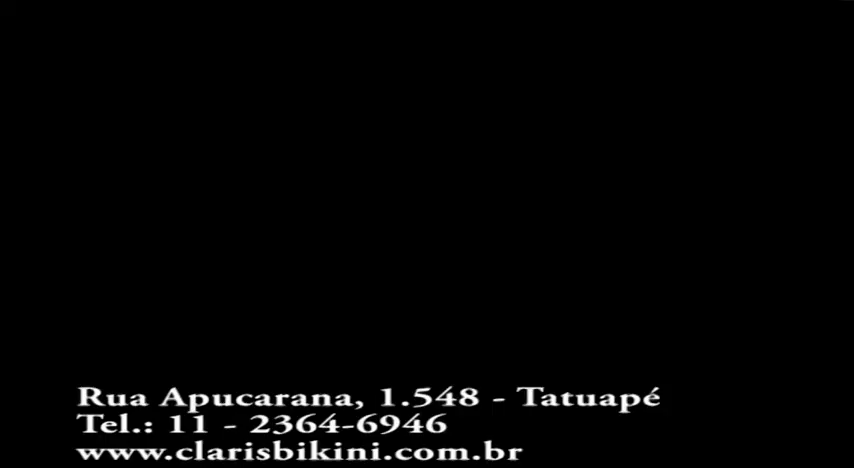 Rua Apucarana, 1.548 - Tatuapé
Tel.: 11 - 2364-6946
www.clarisbikini.com.br